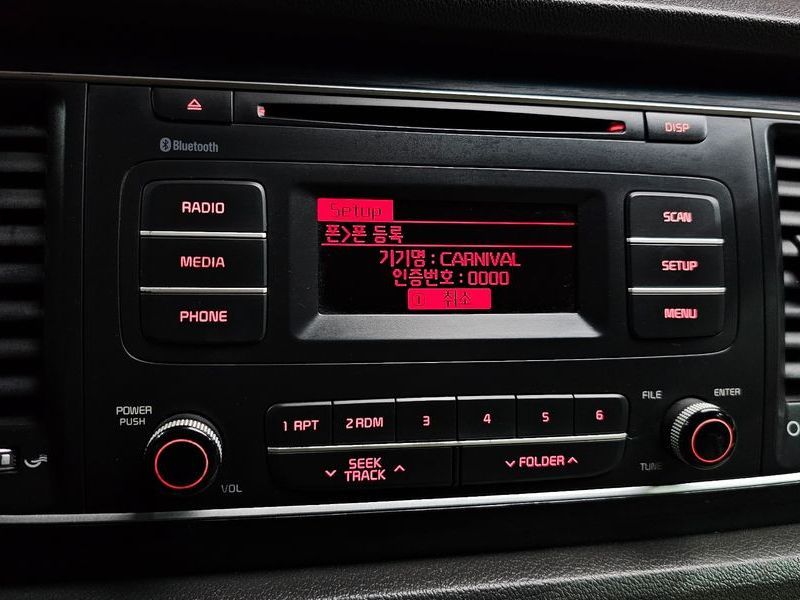 DISP
Bluetooth
RADIO
MEDIA
PHONE
Setup
폰>폰 등록
기기명 : CARNIVAL
인증번호 : 0000
취소
SCAN
SETUP
MENU
POWER
PUSH
VOL
1 RPT
2 RDM
3
4
5
6
SEEK
TRACK
FOLDER
FILE
ENTER
TUNE